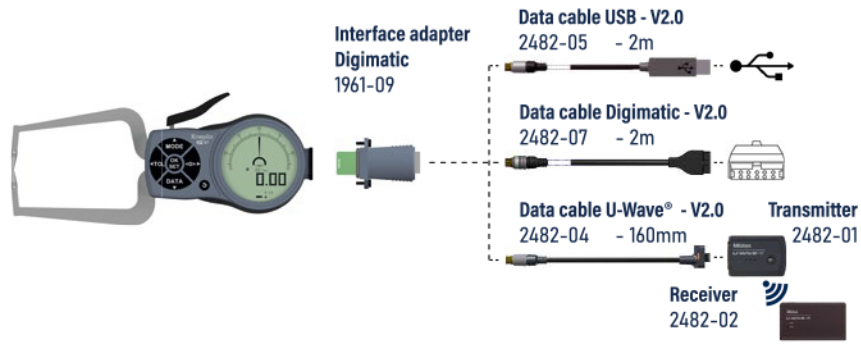 Data cable USB - V2.0
2482-05 - 2m
Interface adapter
Digimatic
1961-09
Data cable Digimatic - V2.0
2482-07 - 2m
MODE
<TOL
OK
SET
DATA
0.00
Data cable U-Wave® - V2.0
2482-04 - 160mm
Transmitter
2482-01
Mitutoyo
Receiver
2482-02